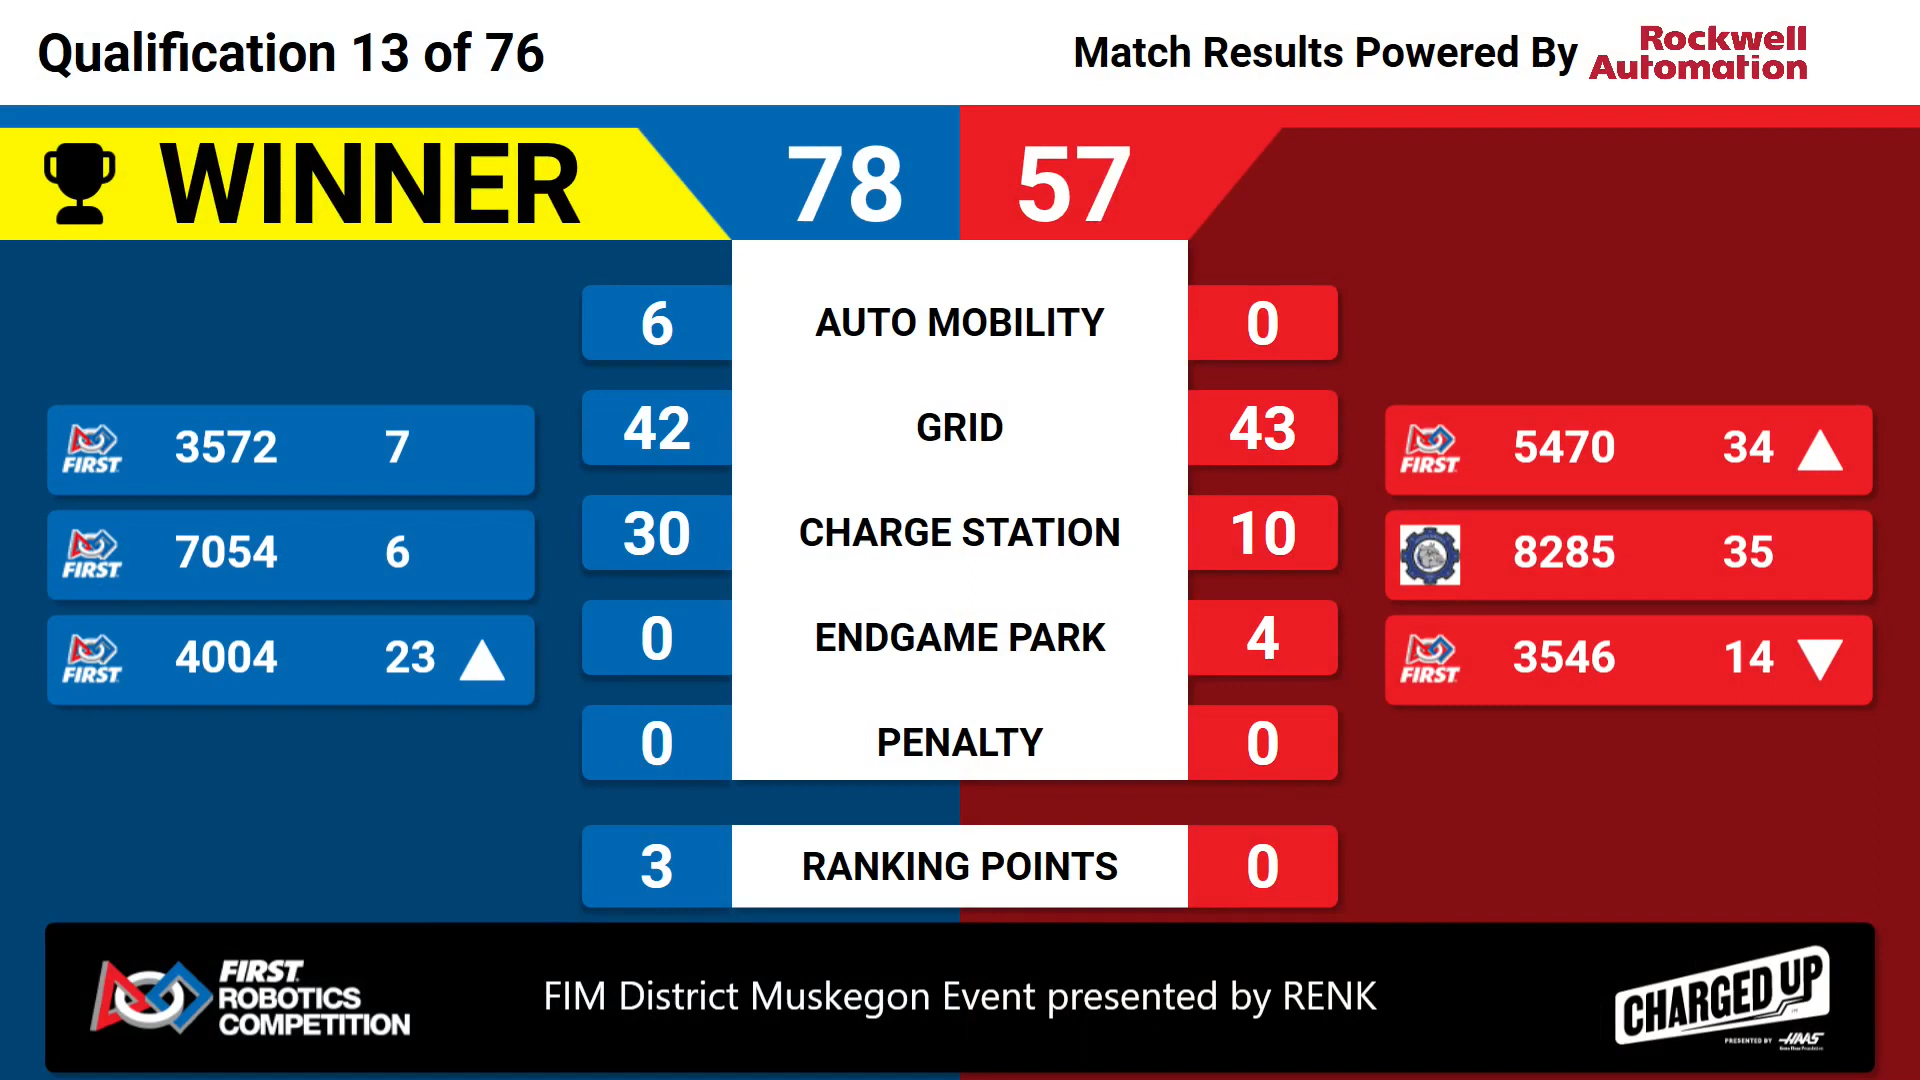 Qualification 13 of 76
Match Results Powered By
Rockwell
Automation
WINNER
78
57
6 AUTO MOBILITY 0
42 GRID 43
30 CHARGE STATION 10
0 ENDGAME PARK 4
0 PENALTY 0
3 RANKING POINTS 0
FIRST 3572 7
FIRST 7054 6
FIRST 4004 23
FIRST 5470 34
8285 35
FIRST 3546 14
FIRST
ROBOTICS
COMPETITION
FIM District Muskegon Event presented by RENK
CHARGED UP
PRESENTED BY HAAS